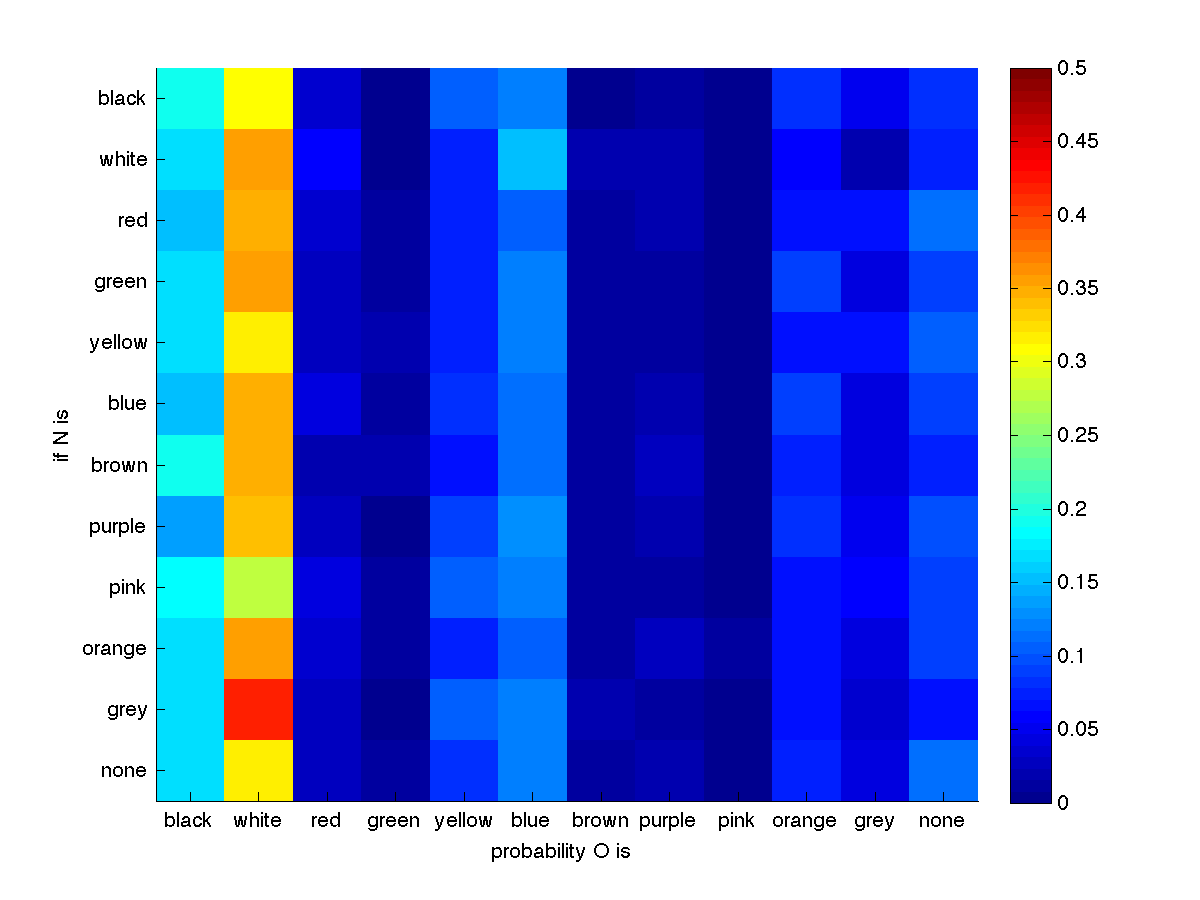 0.5
black
0.45
white
0.4
red
0.35
green
0.3
yellow
0.25
blue
if N is
0.2
brown
purple
0.15
pink
0.1
orange
0.05
grey
none
0
black white red green yellow blue brown purple pink orange grey none
probability O is